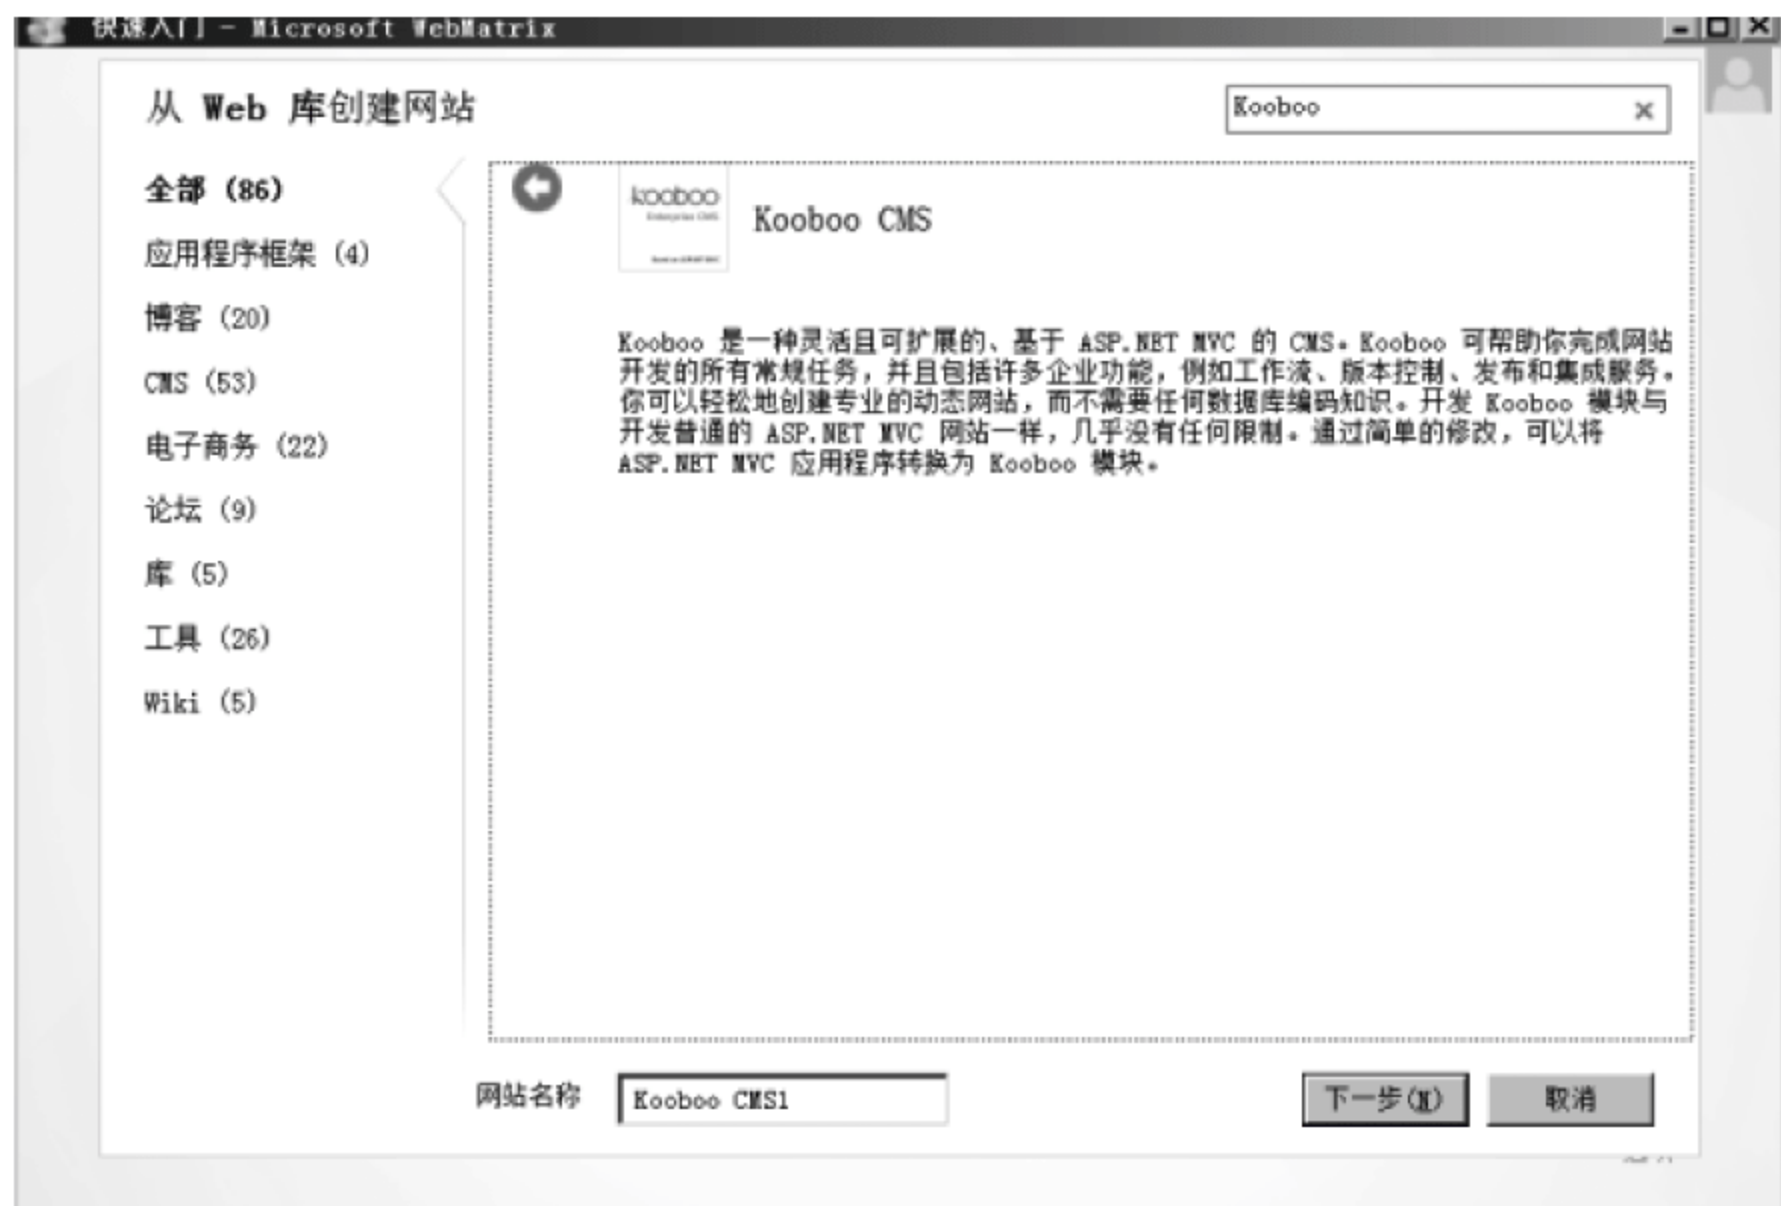 快速入门 - Microsoft WebMatrix
从 Web 库创建网站
Kooboo
全部 (86)
应用程序框架 (4)
博客 (20)
CMS (53)
电子商务 (22)
论坛 (9)
库 (5)
工具 (26)
Wiki (5)
kooboo
Enterprise CMS
Kooboo CMS
Kooboo 是一种灵活且可扩展的、基于 ASP.NET MVC 的 CMS。Kooboo 可帮助你完成网站
开发的所有常规任务，并且包括许多企业功能，例如工作流、版本控制、发布和集成服务。
你可以轻松地创建专业的动态网站，而不需要任何数据库编码知识。开发 Kooboo 模块与
开发普通的 ASP.NET MVC 网站一样，几乎没有任何限制。通过简单的修改，可以将
ASP.NET MVC 应用程序转换为 Kooboo 模块。
网站名称
Kooboo CMS1
下一步(N)
取消